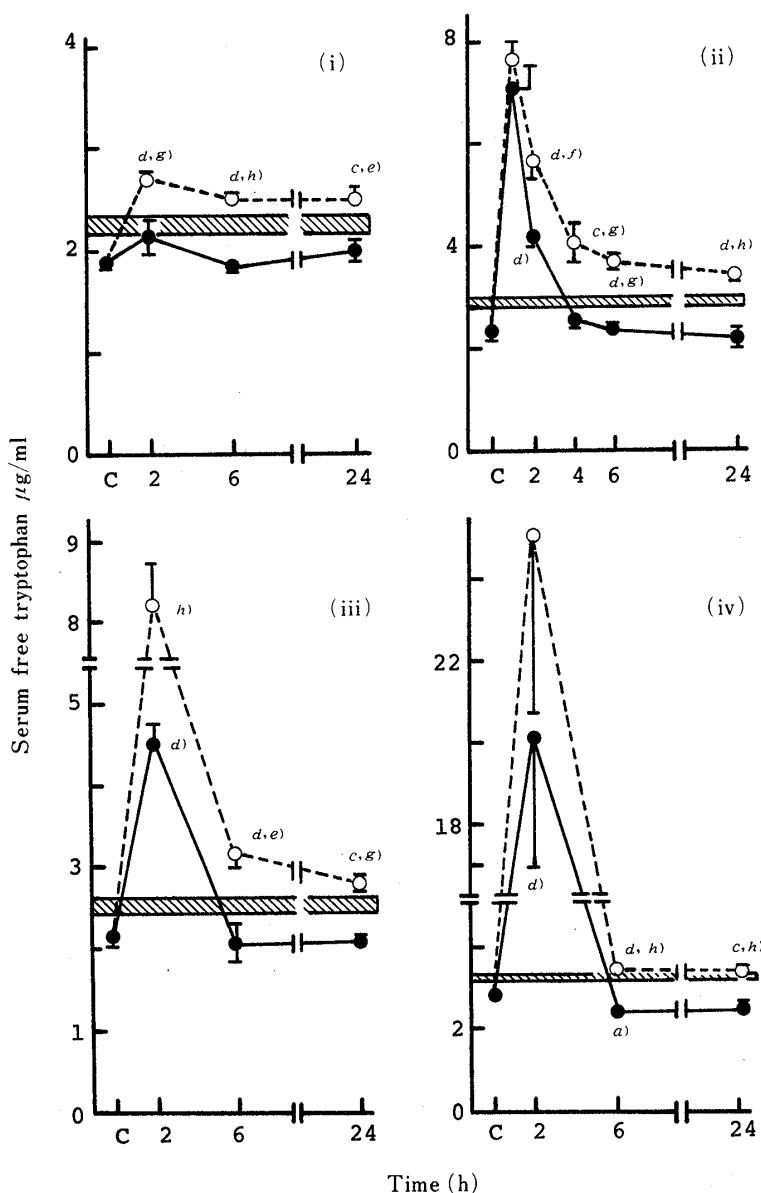 Serum free tryptophan μg/ml
(i)
4
2
0
d,g)
d,h)
c,e)
C 2 6 24
(ii)
8
4
0
d,f)
d)
c,g)
d,g)
d,h)
C 2 4 6 24
(iii)
9
8
5
3
1
0
h)
d)
d,e)
c,g)
C 2 6 24
(iv)
22
18
2
0
d)
d, h)
c,h)
a)
C 2 6 24
Time (h)